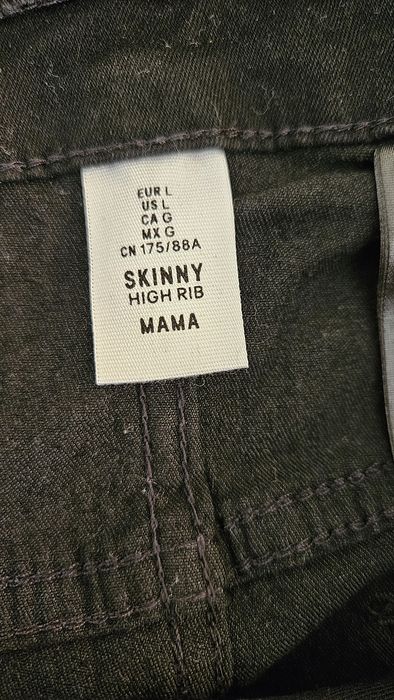 EUR L
US L
CA G
MX G
CN 175/88A
SKINNY
HIGH RIB
MAMA